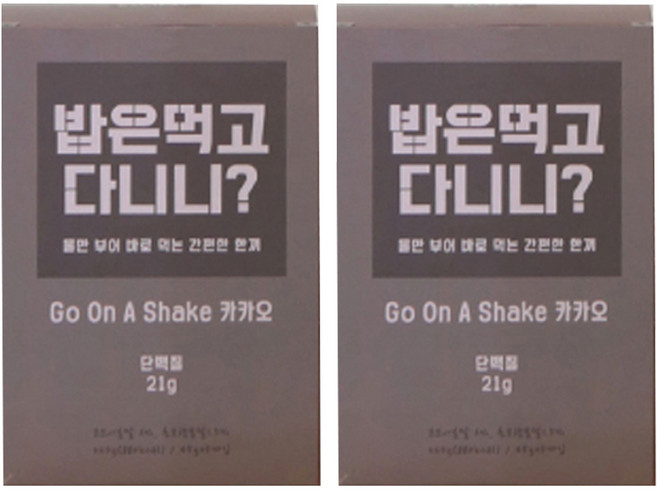 밥은먹고
다니니?
물만 부어 바로 먹는 간편한 한끼
Go On A Shake 카카오
단백질
21g
밥은먹고
다니니?
물만 부어 바로 먹는 간편한 한끼
Go On A Shake 카카오
단백질
21g